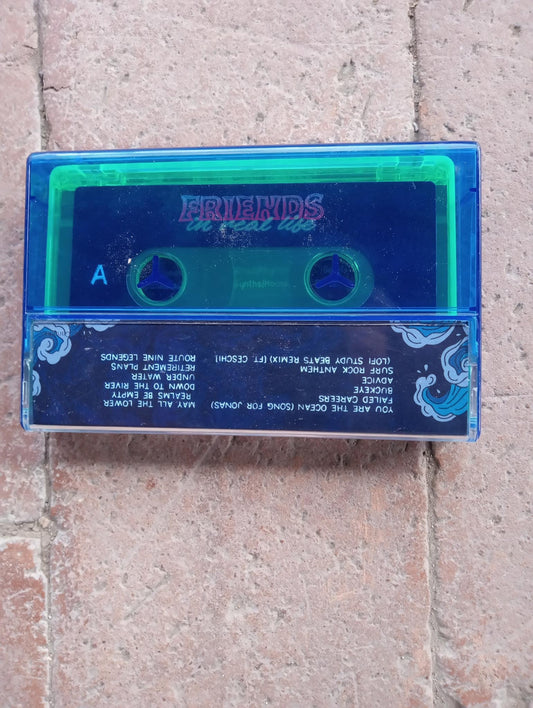 FRIENDS
in real life
A
YOU ARE THE OCEAN (SONG FOR JONAS)
FAILED CAREERS
BUCKEYE
ADVICE
SURF ROCK ANTHEM
(LOFI STUDY BEATS REMIX) (FT. CESCHI)
MAY ALL THE LOWER
REALMS BE EMPTY
DOWN TO THE RIVER
UNDER WATER
RETIREMENT PLANS
ROUTE NINE LEGENDS